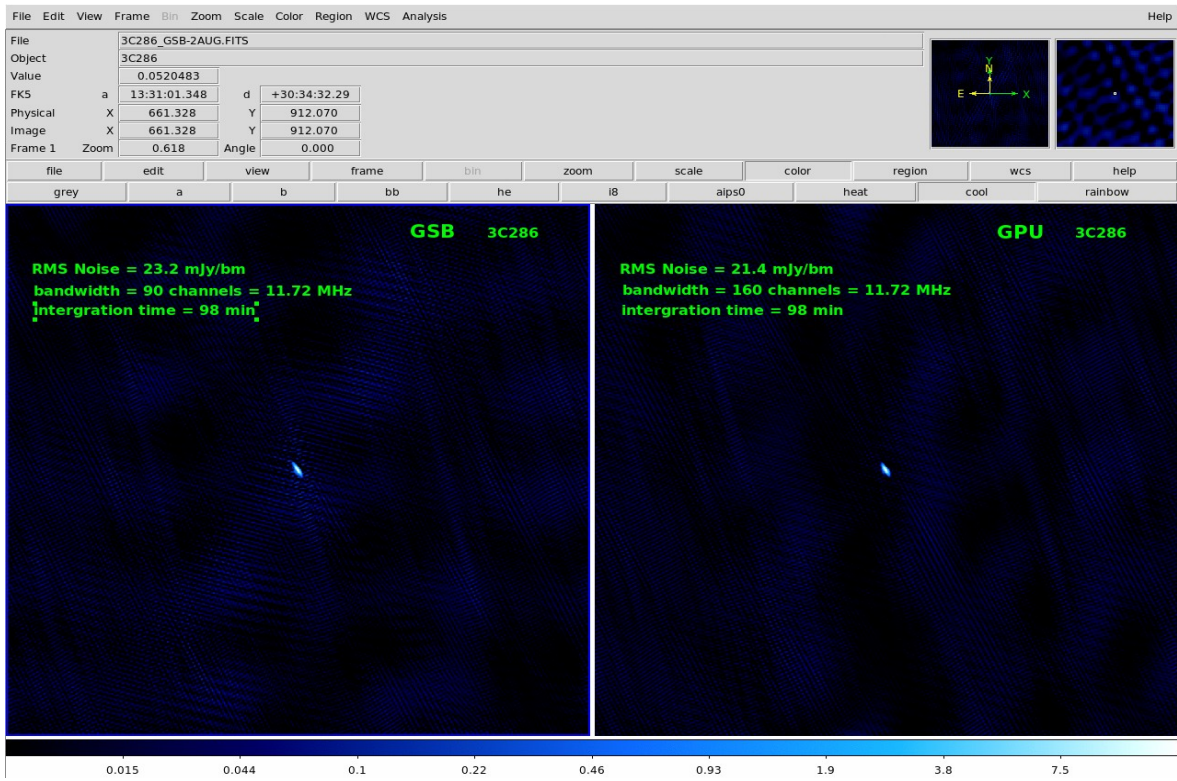 File Edit View Frame Bin Zoom Scale Color Region WCS Analysis Help
File 3C286_GSB-2AUG.FITS
Object 3C286
Value 0.0520483
FK5 a 13:31:01.348 d +30:34:32.29
Physical X 661.328 Y 912.070
Image X 661.328 Y 912.070
Frame 1 Zoom 0.618 Angle 0.000
Y
N
E X
file edit view frame bin zoom scale color region wcs help
grey a b bb he i8 aips0 heat cool rainbow
GSB 3C286
RMS Noise = 23.2 mJy/bm
bandwidth = 90 channels = 11.72 MHz
intergration time = 98 min
GPU 3C286
RMS Noise = 21.4 mJy/bm
bandwidth = 160 channels = 11.72 MHz
intergration time = 98 min
0.015 0.044 0.1 0.22 0.46 0.93 1.9 3.8 7.5